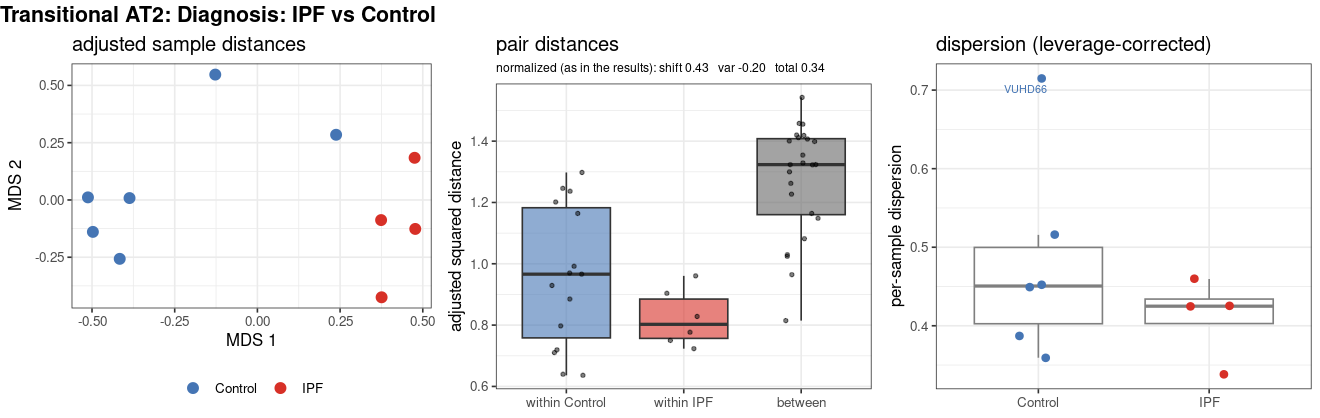 Transitional AT2: Diagnosis: IPF vs Control
adjusted sample distances
MDS 2
0.50
0.25
0.00
-0.25
-0.50
-0.25
0.00
0.25
0.50
MDS 1
Control
IPF
pair distances
normalized (as in the results): shift 0.43 var -0.20 total 0.34
adjusted squared distance
1.4
1.2
1.0
0.8
0.6
within Control
within IPF
between
dispersion (leverage-corrected)
per-sample dispersion
0.7
0.6
0.5
0.4
VUHD66
Control
IPF